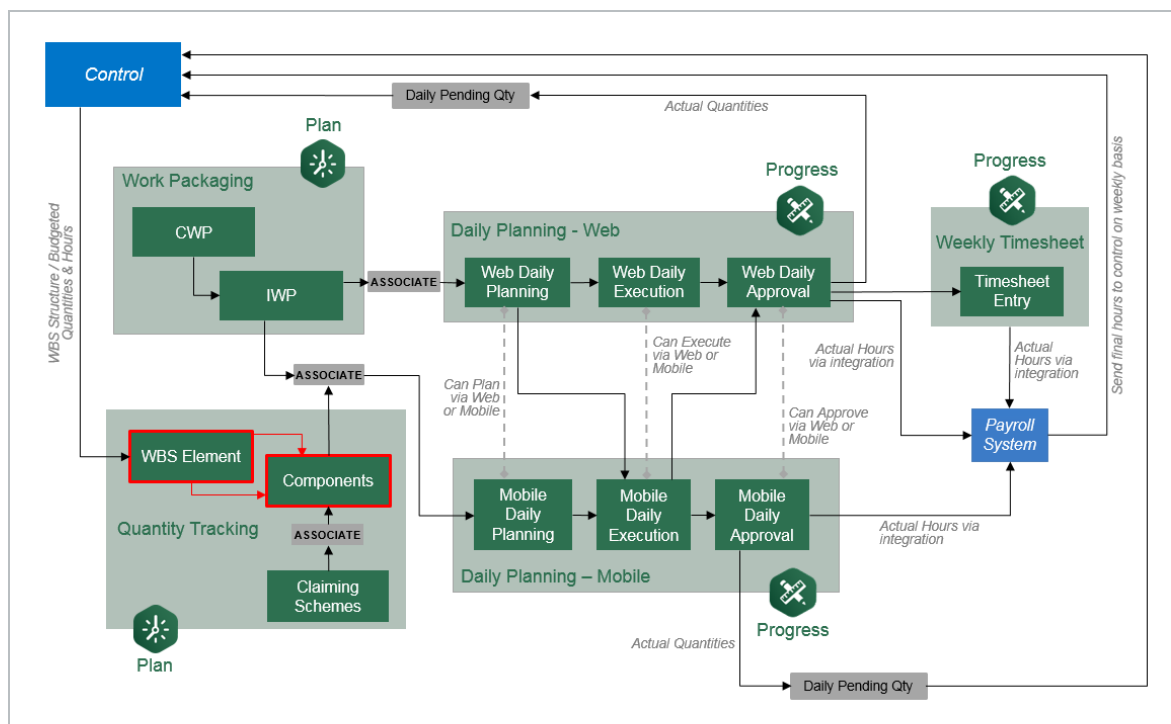 Control
Daily Pending Qty
Actual Quantities
Plan
Work Packaging
CWP
IWP
ASSOCIATE
Progress
Daily Planning - Web
Web Daily
Planning
Web Daily
Execution
Web Daily
Approval
Progress
Weekly Timesheet
Timesheet
Entry
WBS Structure / Budgeted
Quantities & Hours
Send final hours to control on weekly basis
ASSOCIATE
Can Plan
via Web
or Mobile
Can Execute
via Web or
Mobile
Can Approve
via Web or
Mobile
Actual Hours
via integration
Actual
Hours via
integration
Payroll
System
WBS Element
Components
Quantity Tracking
ASSOCIATE
Claiming
Schemes
Plan
Mobile
Daily
Planning
Mobile
Daily
Execution
Mobile
Daily
Approval
Daily Planning – Mobile
Actual Hours via
integration
Progress
Actual Quantities
Daily Pending Qty